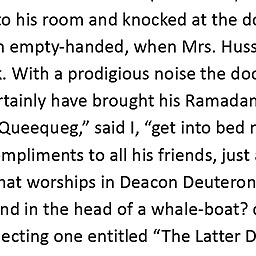 to his room and knocked at the do
empty-handed, when Mrs. Huss
With a prodigious noise the doo
rtainly have brought his Ramadan
Queequeg,” said I, “get into bed n
mpliments to all his friends, just a
hat worships in Deacon Deuteron
nd in the head of a whale-boat?
ecting one entitled “The Latter D